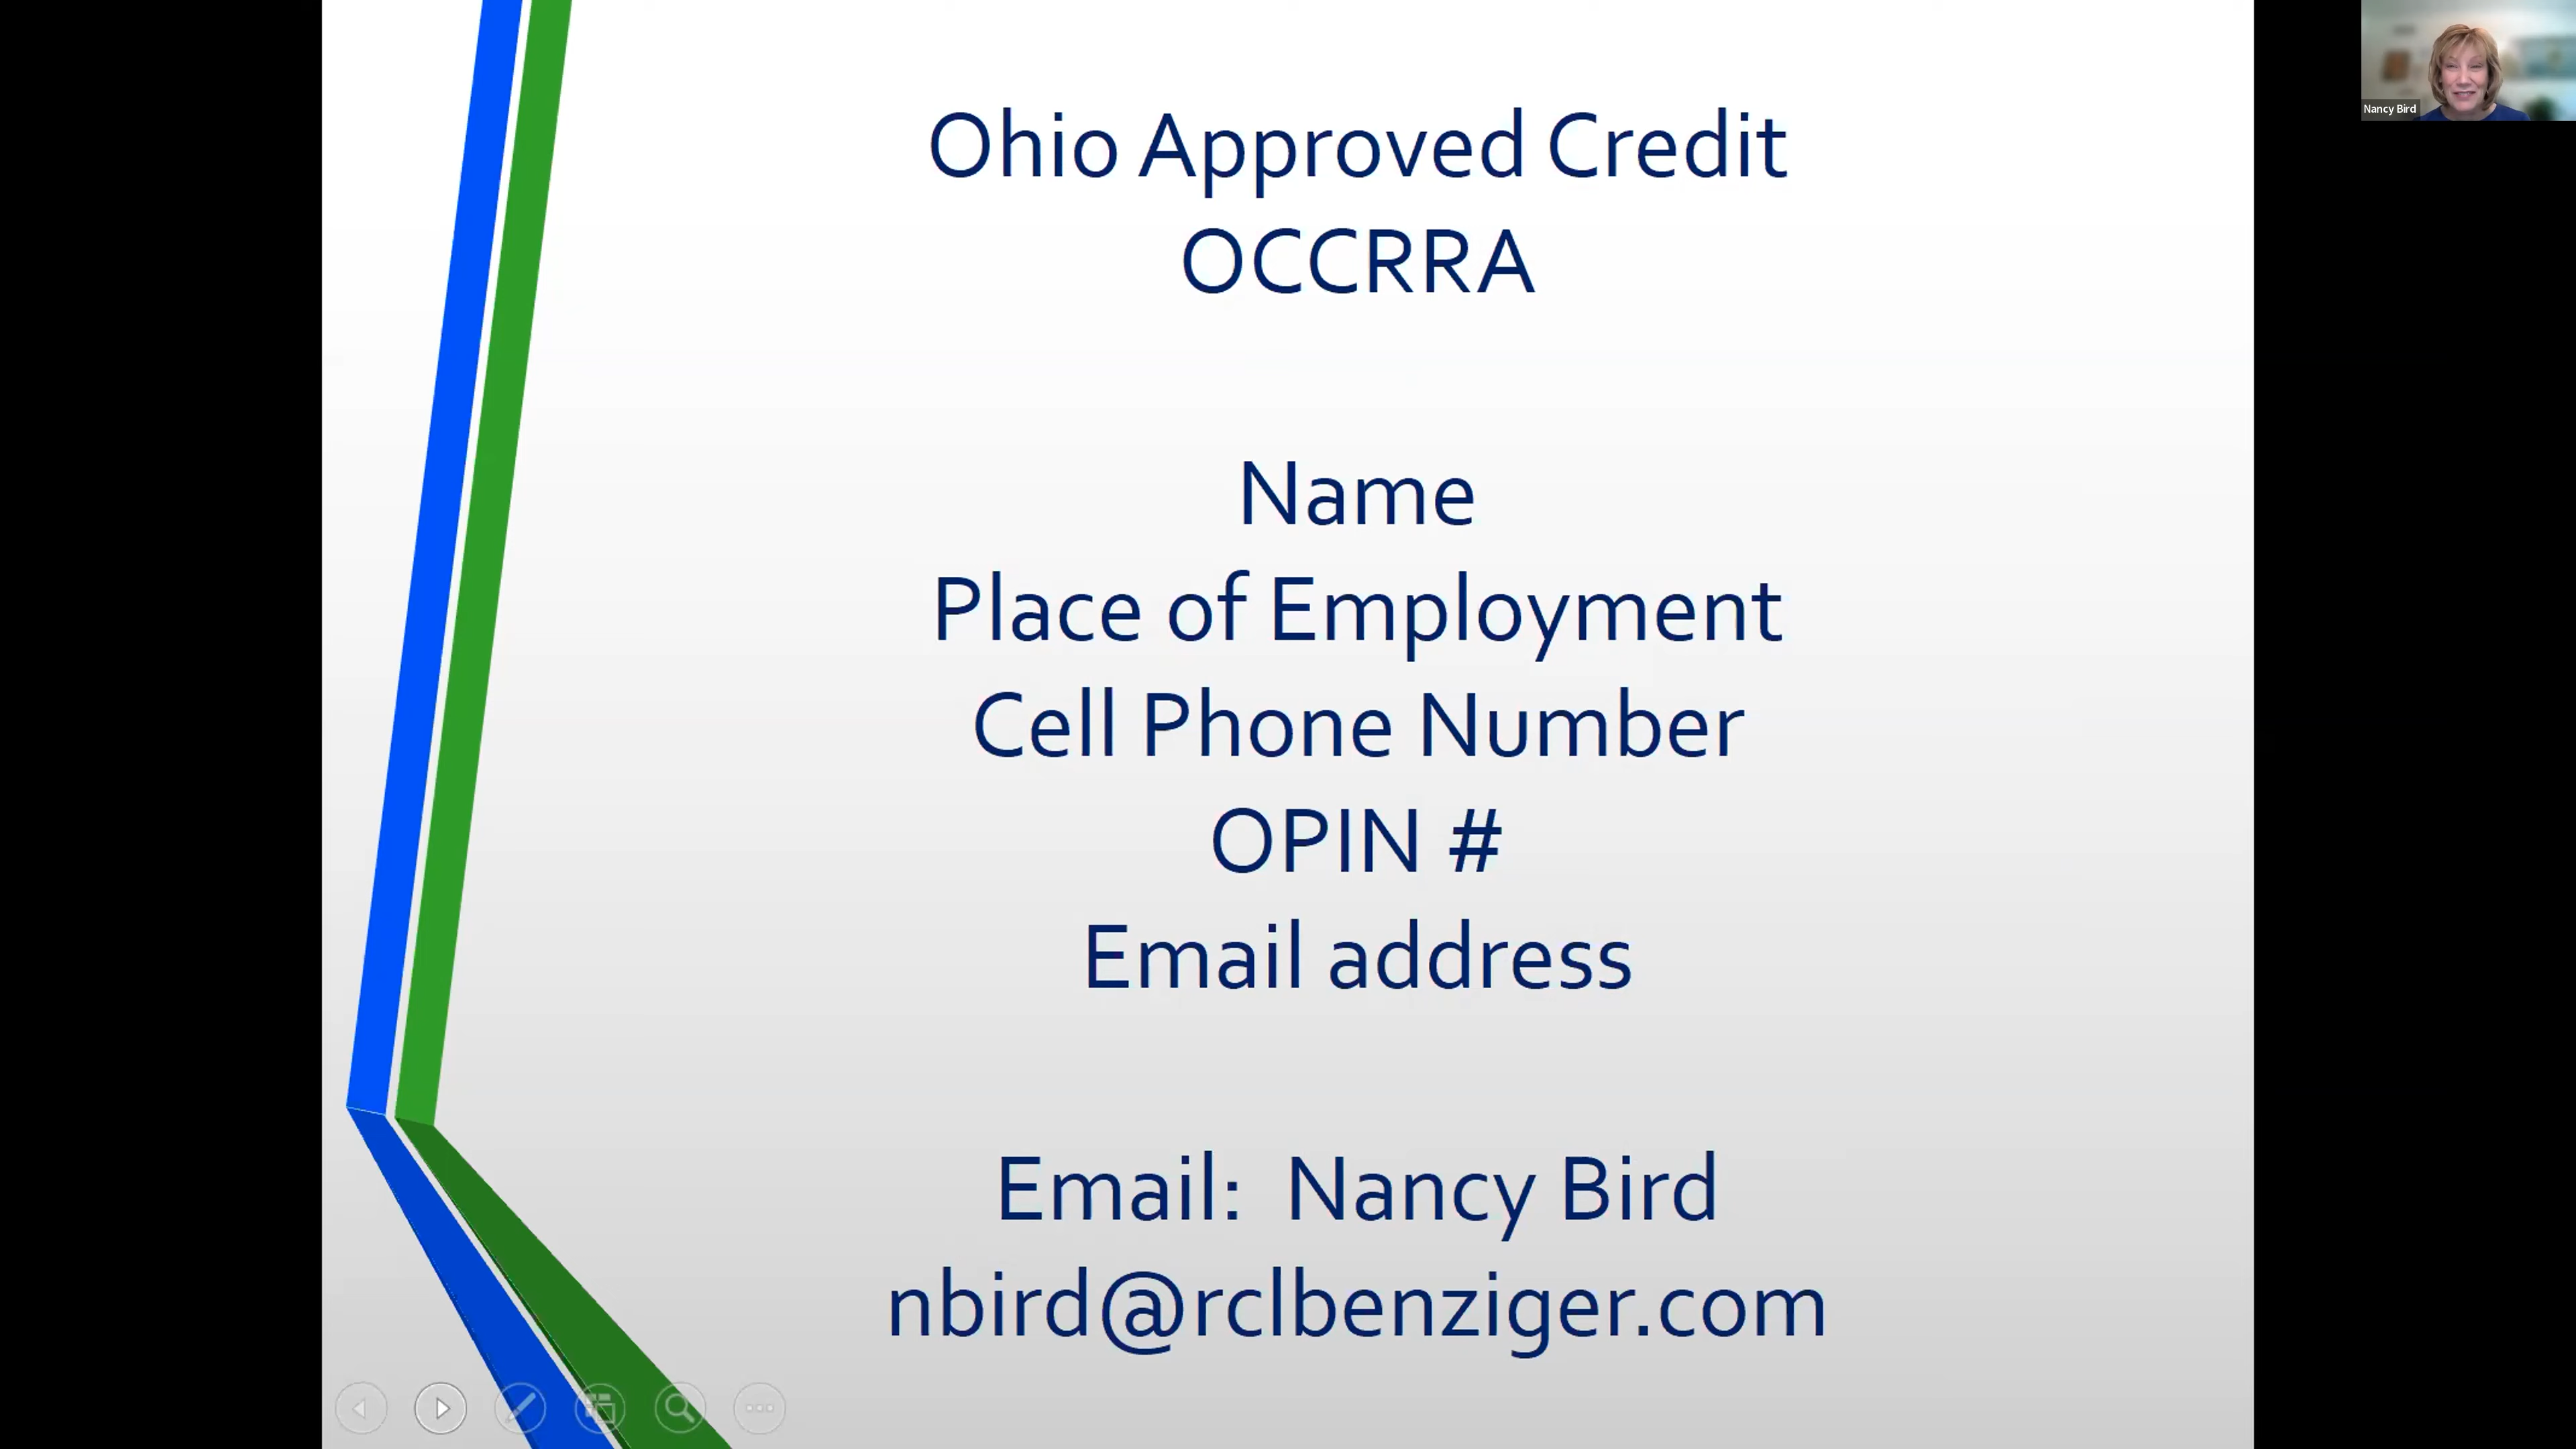 Ohio Approved Credit
OCCRRA
Name
Place of Employment
Cell Phone Number
OPIN #
Email address
Email: Nancy Bird
nbird@rclbenziger.com
Nancy Bird